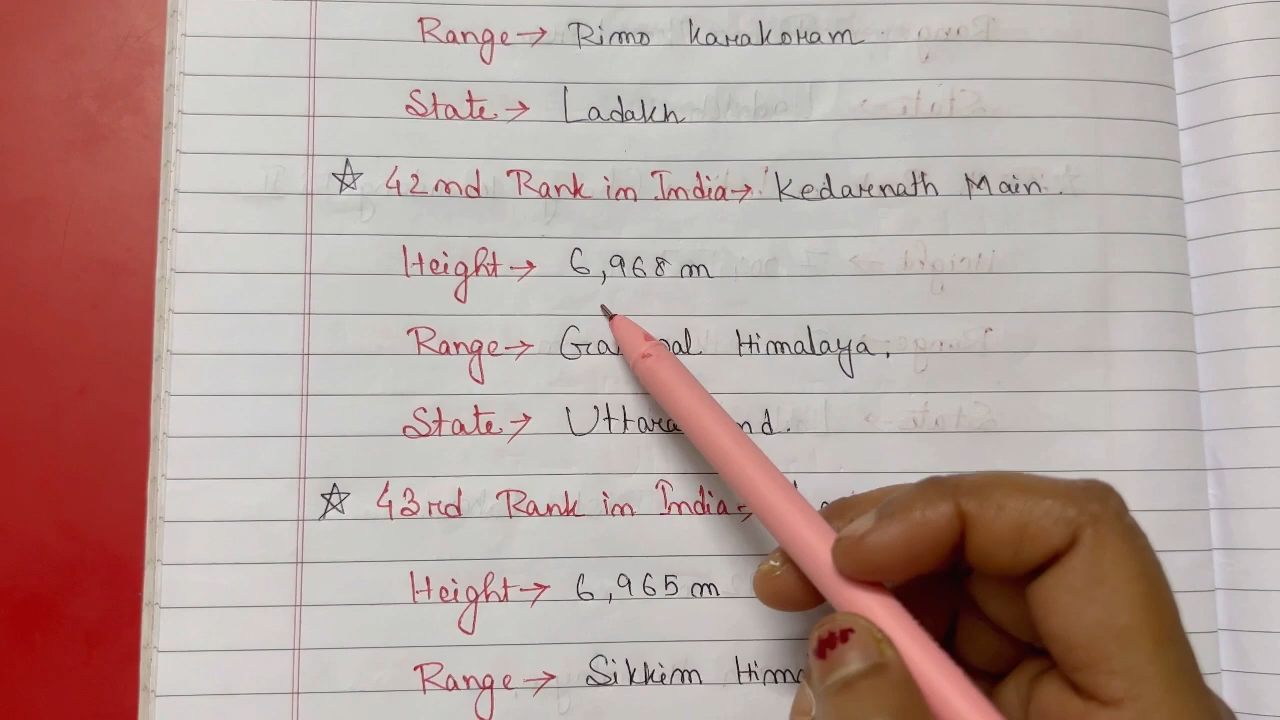 Range→ Rimo Karakoram
State→ Ladakh
☆ 42nd Rank in India→ Kedarnath Main.
Height→ 6,968 m
Range→ Himalaya.
State→
☆ 43rd Rank in India→
Height→ 6,965 m
Range→ Sikkim